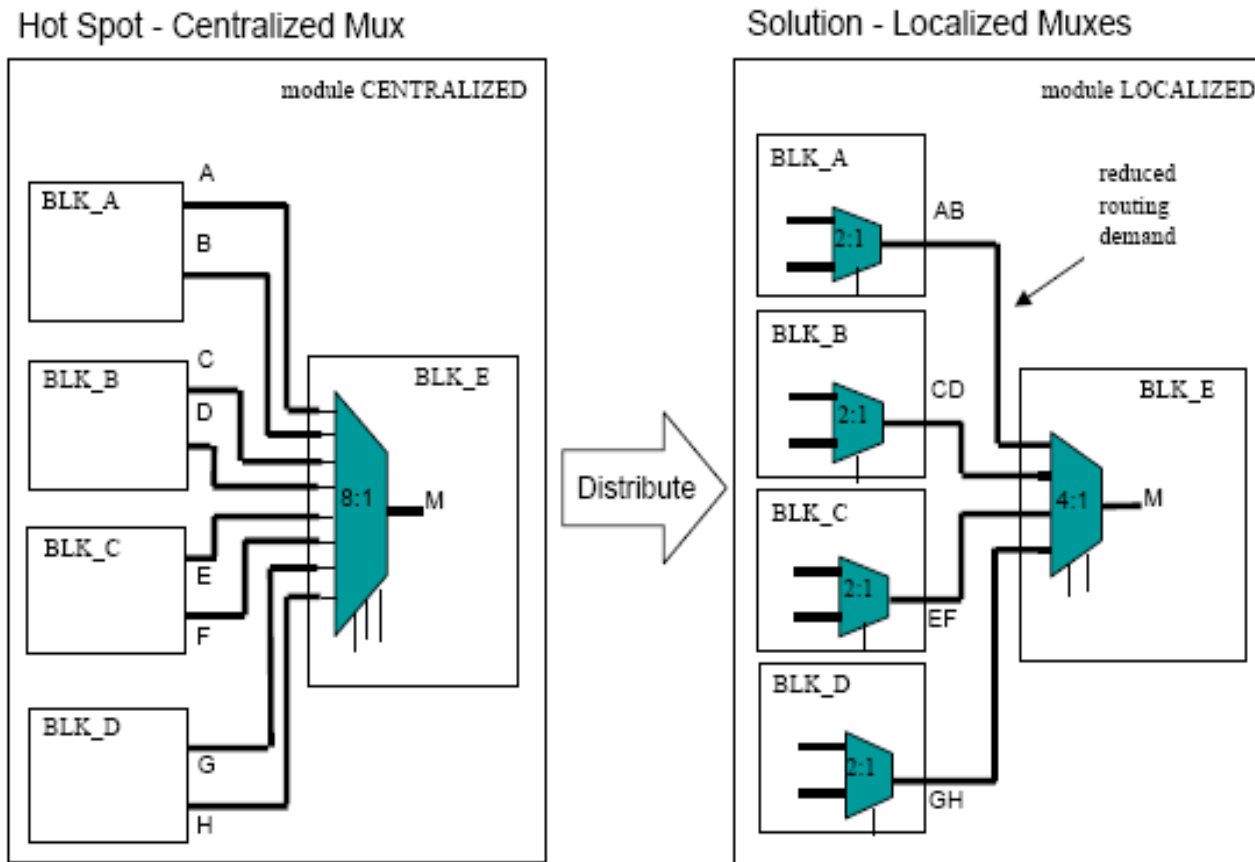 Hot Spot - Centralized Mux
module CENTRALIZED
BLK_A
A
B
BLK_B
C
D
BLK_C
E
F
BLK_D
G
H
BLK_E
8:1
M
Distribute
Solution - Localized Muxes
module LOCALIZED
BLK_A
2:1
AB
reduced
routing
demand
BLK_B
2:1
CD
BLK_C
2:1
EF
BLK_D
2:1
GH
BLK_E
4:1
M